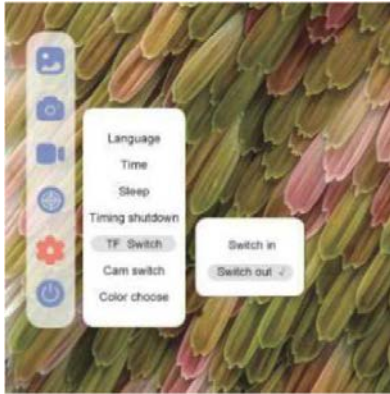 Language
Time
Sleep
Timing shutdown
TF Switch
Cam switch
Color choose
Switch in
Switch out √